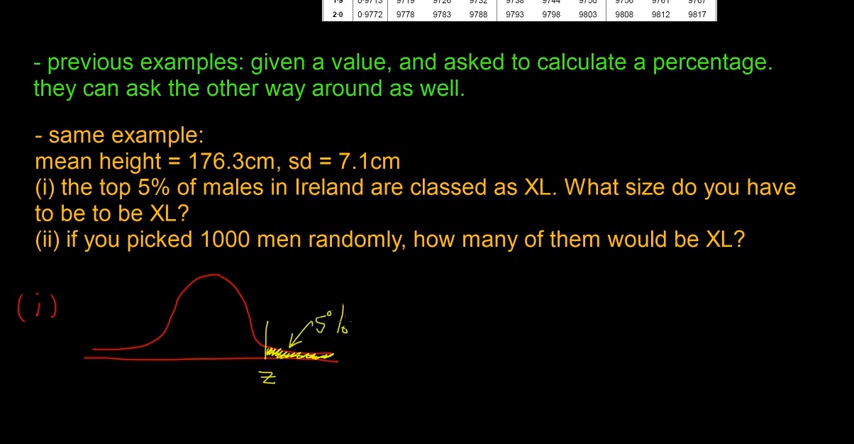 2·0 0·9772 9778 9783 9788 9793 9798 9803 9808 9812 9817
- previous examples: given a value, and asked to calculate a percentage.
they can ask the other way around as well.
- same example:
mean height = 176.3cm, sd = 7.1cm
(i) the top 5% of males in Ireland are classed as XL. What size do you have
to be to be XL?
(ii) if you picked 1000 men randomly, how many of them would be XL?
(i)
5%
z